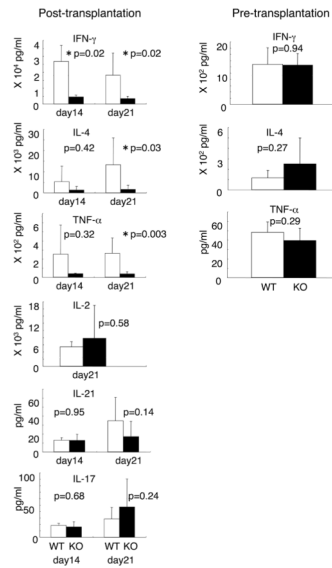 Post-transplantation
IFN-γ
X 10⁴ pg/ml
4
3
2
1
0
* p=0.02
* p=0.02
day14
day21
IL-4
X 10³ pg/ml
30
20
10
0
p=0.42
* p=0.03
day14
day21
TNF-α
X 10² pg/ml
6
4
2
0
p=0.32
* p=0.003
day14
day21
IL-2
X 10³ pg/ml
18
12
6
0
p=0.58
day21
IL-21
pg/ml
60
40
20
0
p=0.95
p=0.14
day14
day21
IL-17
pg/ml
100
50
0
p=0.68
p=0.24
WT KO
WT KO
day14
day21
Pre-transplantation
IFN-γ
X 10² pg/ml
20
10
0
p=0.94
IL-4
X 10² pg/ml
6
3
0
p=0.27
TNF-α
pg/ml
75
50
25
0
p=0.29
WT
KO